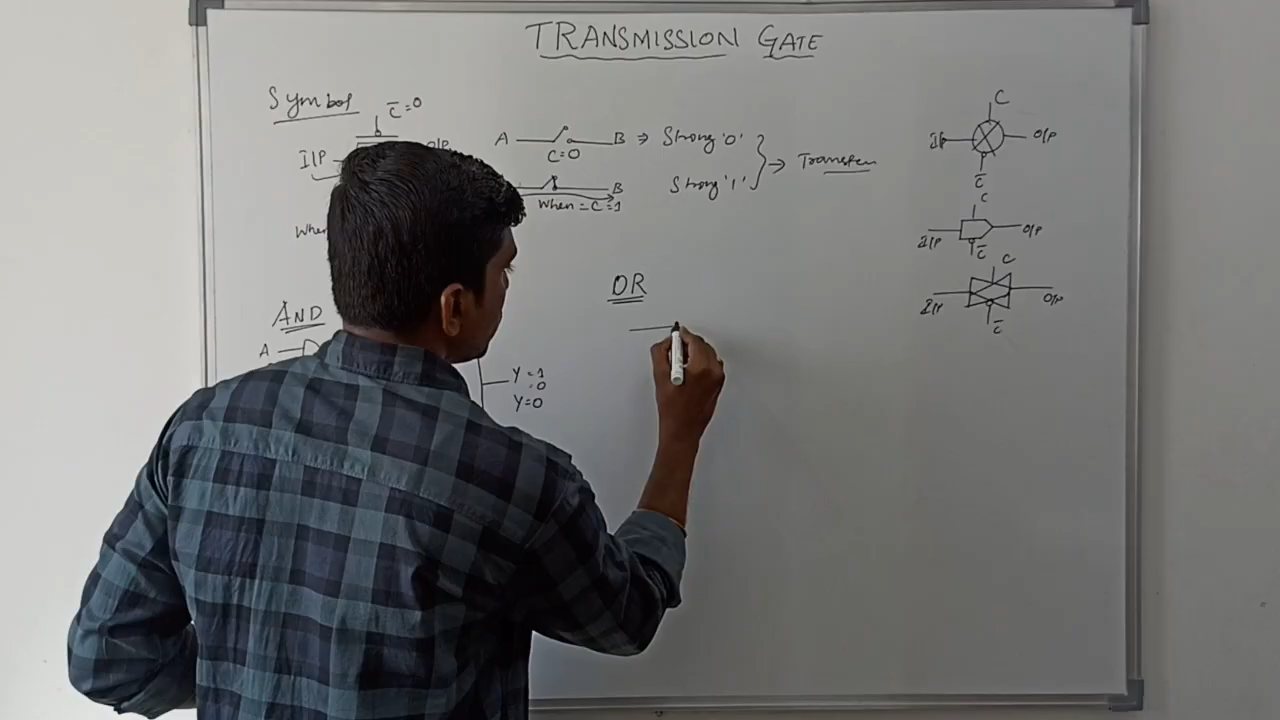 TRANSMISSION GATE
Symbol
C̅=0
I/P
O/P
When
A B ⇒ Strong '0'
C=0
Strong '1'
B
When = C=1
→ Transfer
C
I/P O/P
C̅
C
I/P O/P
C̅
C
I/P O/P
C̅
AND
A
Y=1
=0
Y=0
OR